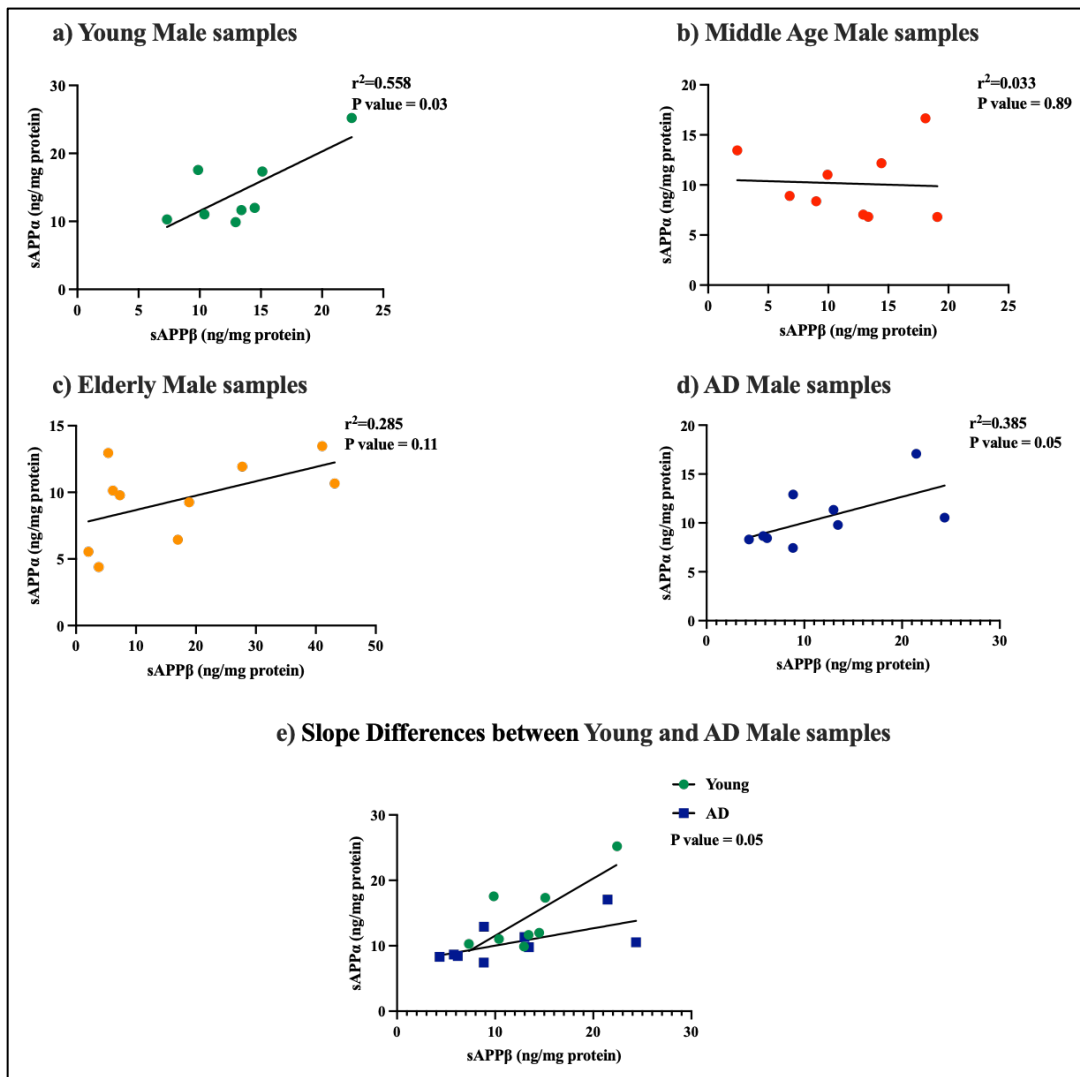 a) Young Male samples
r²=0.558
P value = 0.03
30
20
10
0
sAPPα (ng/mg protein)
0 5 10 15 20 25
sAPPβ (ng/mg protein)
b) Middle Age Male samples
r²=0.033
P value = 0.89
20
15
10
5
0
sAPPα (ng/mg protein)
0 5 10 15 20 25
sAPPβ (ng/mg protein)
c) Elderly Male samples
r²=0.285
P value = 0.11
15
10
5
0
sAPPα (ng/mg protein)
0 10 20 30 40 50
sAPPβ (ng/mg protein)
d) AD Male samples
r²=0.385
P value = 0.05
20
15
10
5
0
sAPPα (ng/mg protein)
0 10 20 30
sAPPβ (ng/mg protein)
e) Slope Differences between Young and AD Male samples
Young
AD
P value = 0.05
30
20
10
0
sAPPα (ng/mg protein)
0 10 20 30
sAPPβ (ng/mg protein)